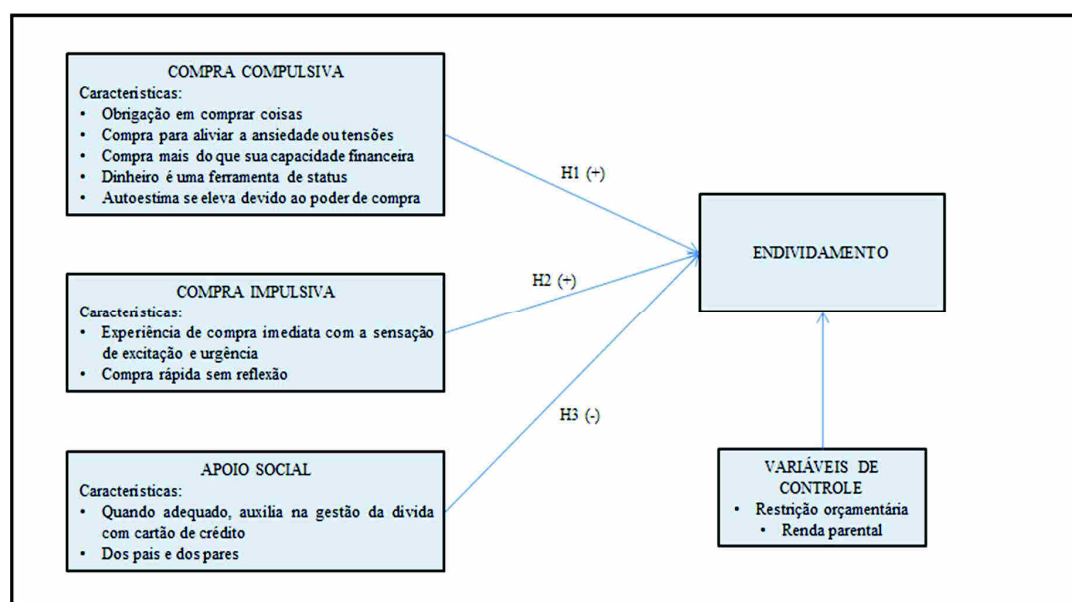 COMPRA COMPULSIVA
Características:
• Obrigação em comprar coisas
• Compra para aliviar a ansiedade ou tensões
• Compra mais do que sua capacidade financeira
• Dinheiro é uma ferramenta de status
• Autoestima se eleva devido ao poder de compra
H1 (+)
ENDIVIDAMENTO
COMPRA IMPULSIVA
Características:
• Experiência de compra imediata com a sensação
de excitação e urgência
• Compra rápida sem reflexão
H2 (+)
H3 (-)
APOIO SOCIAL
Características:
• Quando adequado, auxilia na gestão da dívida
com cartão de crédito
• Dos pais e dos pares
VARIÁVEIS DE
CONTROLE
• Restrição orçamentária
• Renda parental